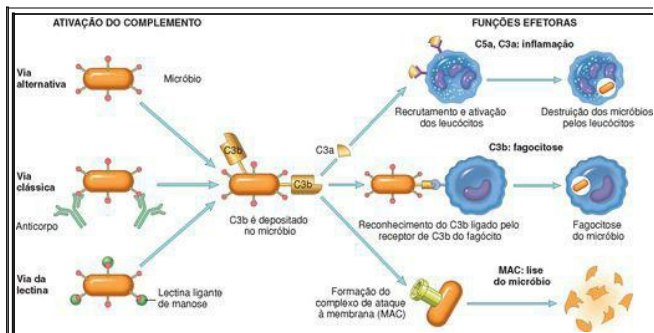 ATIVAÇÃO DO COMPLEMENTO
FUNÇÕES EFETORAS
Via
alternativa
Micróbio
C5a, C3a: inflamação
Recrutamento e ativação
dos leucócitos
Destruição dos micróbios
pelos leucócitos
Via
clássica
Anticorpo
C3b
C3b
C3a
C3b é depositado
no micróbio
C3b: fagocitose
Reconhecimento do C3b ligado pelo
receptor de C3b do fagócito
Fagocitose
do micróbio
Via da
lectina
Lectina ligante
de manose
Formação do
complexo de ataque
à membrana (MAC)
MAC: lise
do micróbio